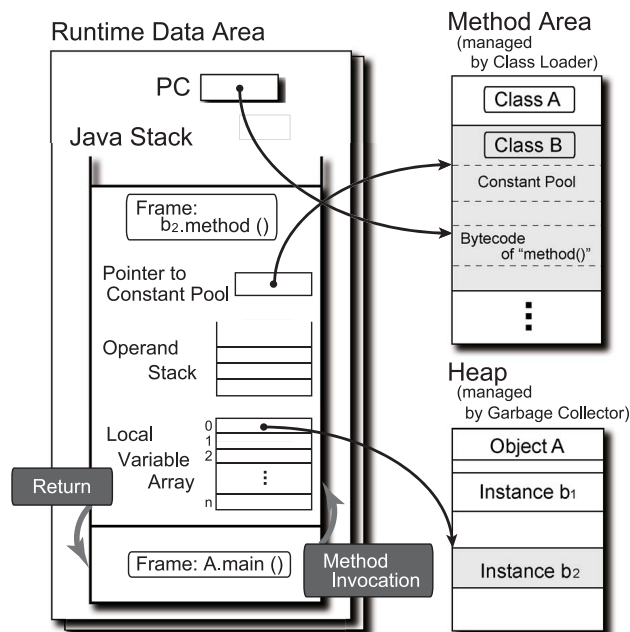 Runtime Data Area
PC
Java Stack
Frame:
b2.method ()
Pointer to
Constant Pool
Operand
Stack
Local
Variable
Array
0
1
2
⋮
n
Return
Method
Invocation
Frame: A.main ()
Method Area
(managed
by Class Loader)
Class A
Class B
Constant Pool
Bytecode
of “method()”
⋮
Heap
(managed
by Garbage Collector)
Object A
Instance b1
Instance b2